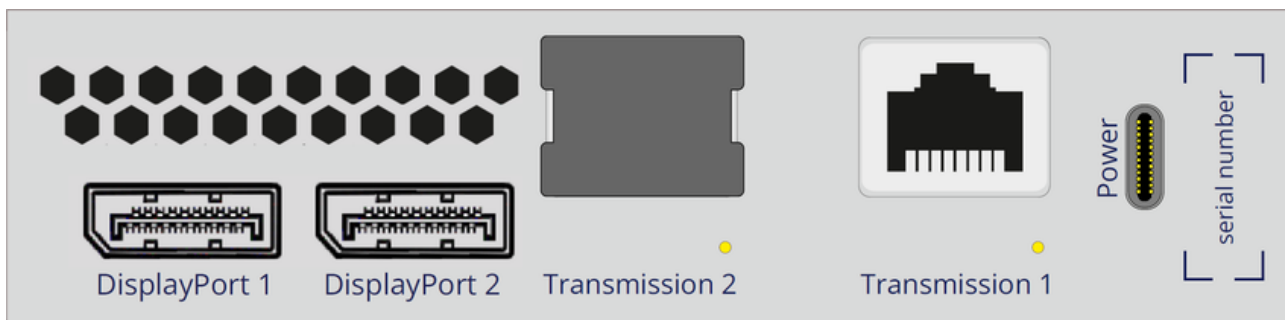 DisplayPort 1
DisplayPort 2
Transmission 2
Transmission 1
Power
serial number